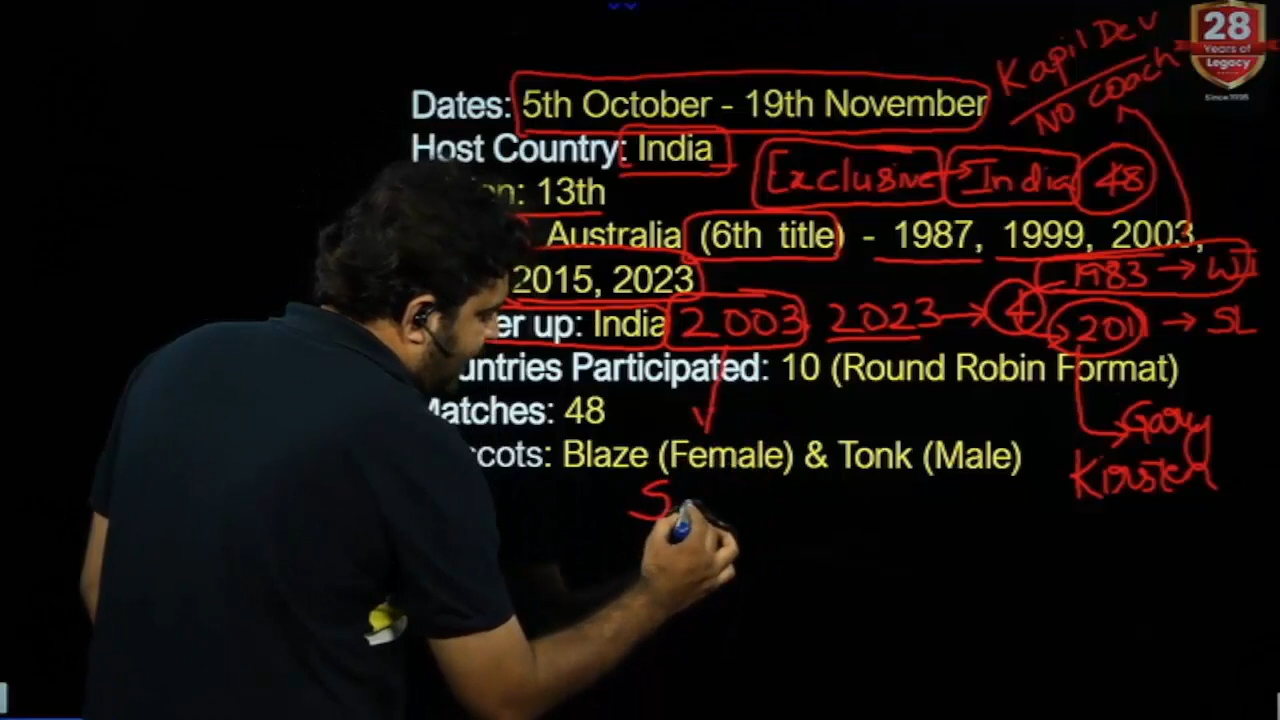 28
Years of
Legacy
Since 1995
Kapil Dev
NO COACH
Dates: 5th October - 19th November
Host Country: India
Exclusive → India 48
13th
Australia (6th title) - 1987, 1999, 2003,
2015, 2023
1983 → WI
er up: India 2003 2023 → 4 2011 → SL
untries Participated: 10 (Round Robin Format)
Matches: 48
Gary
Kirsten
cots: Blaze (Female) & Tonk (Male)
S